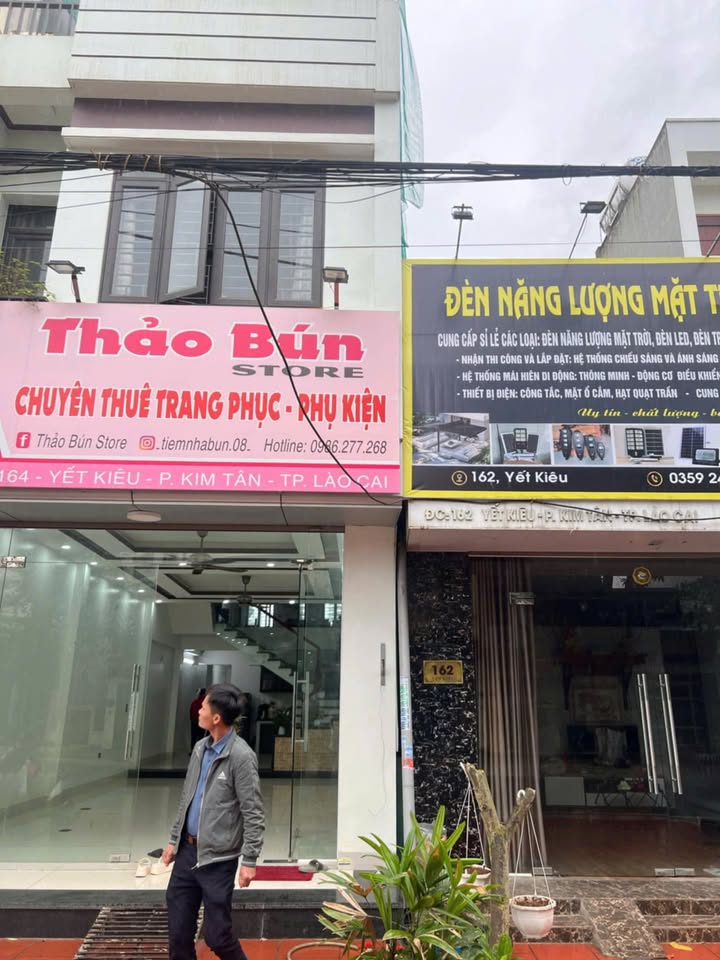 Thảo Bún
STORE
CHUYÊN THUÊ TRANG PHỤC - PHỤ KIỆN
Thảo Bún Store _tiemnhabun.08_ Hotline: 0986.277.268
164 - YẾT KIÊU - P. KIM TÂN - TP. LÀO CAI
ĐÈN NĂNG LƯỢNG MẶT
CUNG CẤP SỈ LẺ CÁC LOẠI: ĐÈN NĂNG LƯỢNG MẶT TRỜI, ĐÈN LED, ĐÈN
- NHẬN THI CÔNG VÀ LẮP ĐẶT: HỆ THỐNG CHIẾU SÁNG VÀ ÁNH SÁNG
- HỆ THỐNG MÁI HIÊN DI ĐỘNG: THÔNG MINH - ĐỘNG CƠ ĐIỀU KHIỂN
- THIẾT BỊ ĐIỆN: CÔNG TẮC, MẶT Ổ CẮM, HẠT QUẠT TRẦN - CUNG
Uy tín - chất lượng -
162, Yết Kiêu 0359 24
ĐC:162 YẾT KIÊU - P. KIM TÂN - TP. LÀO CAI
162